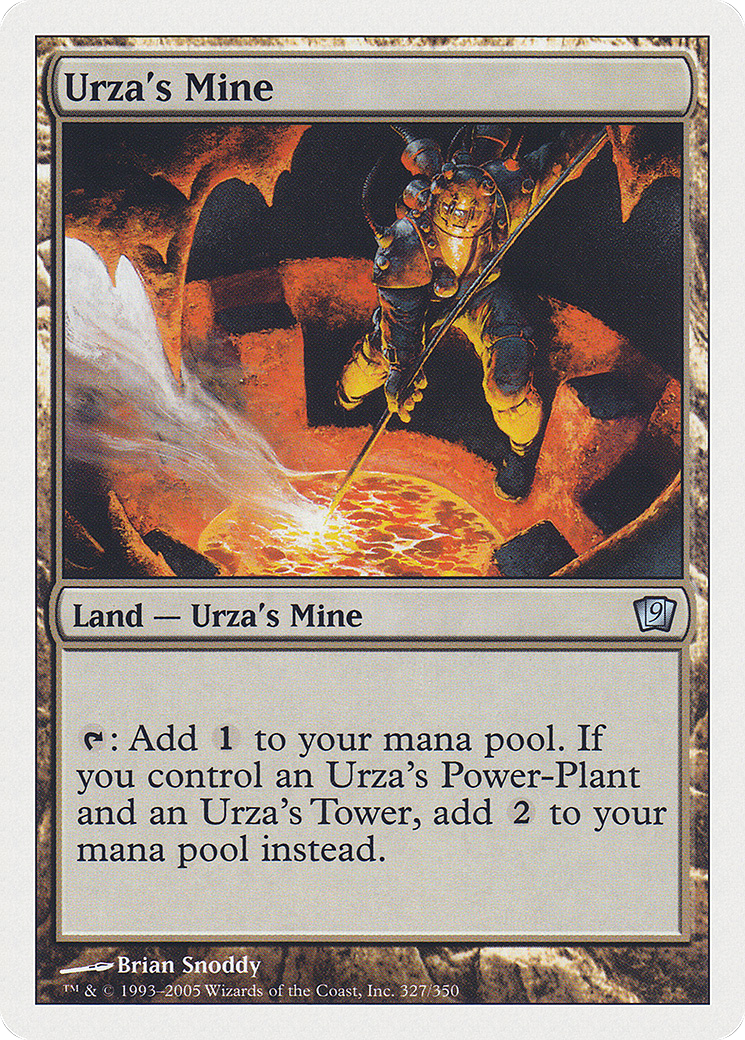 Urza's Mine
Land — Urza's Mine
9
: Add 1 to your mana pool. If
you control an Urza's Power-Plant
and an Urza's Tower, add 2 to your
mana pool instead.
Brian Snoddy
™ & © 1993–2005 Wizards of the Coast, Inc. 327/350